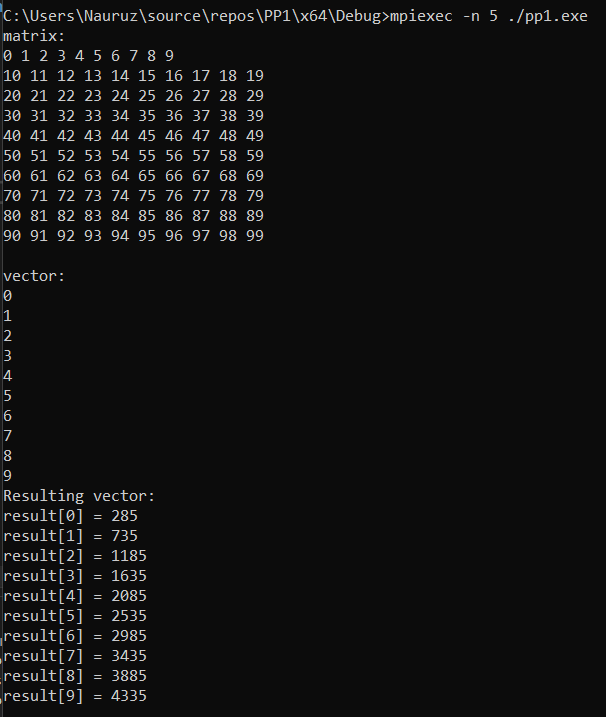 C:\Users\Nauruz\source\repos\PP1\x64\Debug>mpiexec -n 5 ./pp1.exe
matrix:
0 1 2 3 4 5 6 7 8 9
10 11 12 13 14 15 16 17 18 19
20 21 22 23 24 25 26 27 28 29
30 31 32 33 34 35 36 37 38 39
40 41 42 43 44 45 46 47 48 49
50 51 52 53 54 55 56 57 58 59
60 61 62 63 64 65 66 67 68 69
70 71 72 73 74 75 76 77 78 79
80 81 82 83 84 85 86 87 88 89
90 91 92 93 94 95 96 97 98 99
vector:
0
1
2
3
4
5
6
7
8
9
Resulting vector:
result[0] = 285
result[1] = 735
result[2] = 1185
result[3] = 1635
result[4] = 2085
result[5] = 2535
result[6] = 2985
result[7] = 3435
result[8] = 3885
result[9] = 4335